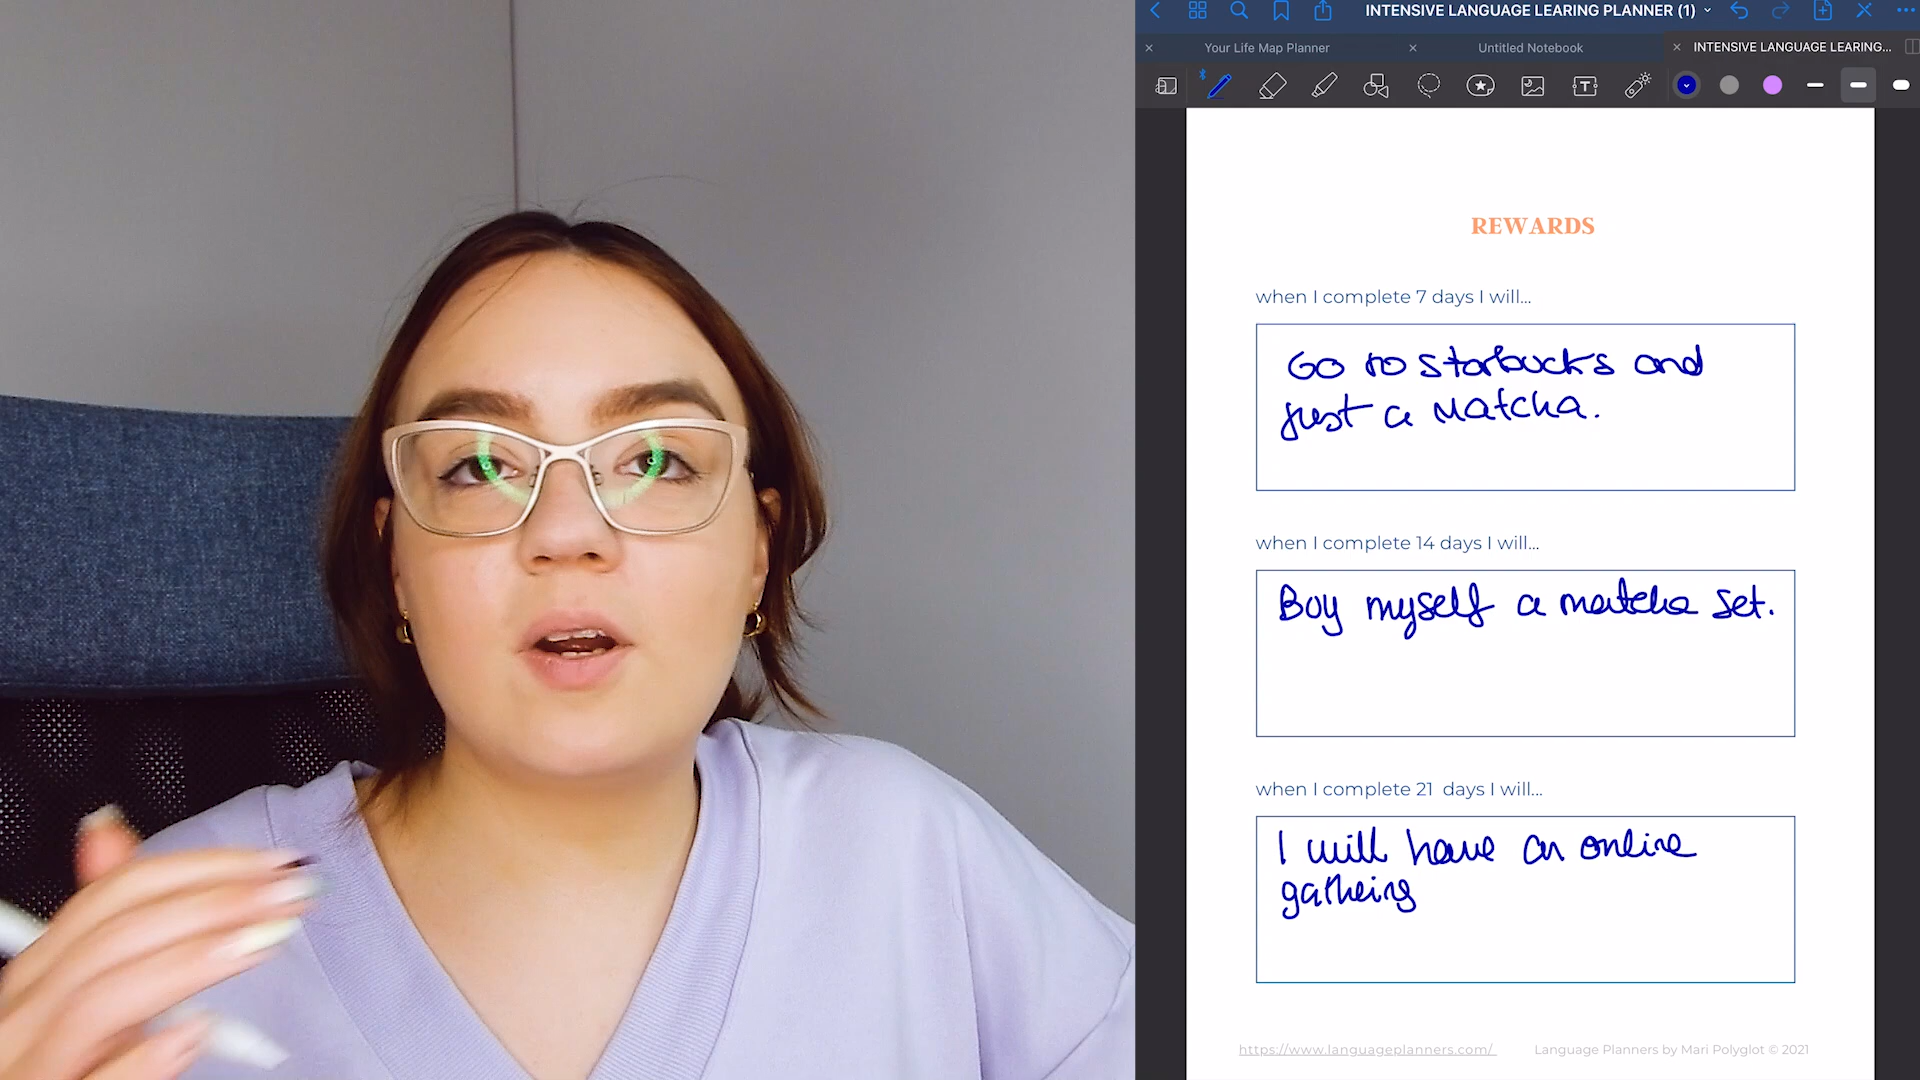 INTENSIVE LANGUAGE LEARING PLANNER (1)
Your Life Map Planner
Untitled Notebook
INTENSIVE LANGUAGE LEARING...
REWARDS
when I complete 7 days I will...
Go to Starbucks and
just a Matcha.
when I complete 14 days I will...
Buy myself a matcha set.
when I complete 21 days I will...
I will have an online
gathering
https://www.languageplanners.com/
Language Planners by Mari Polyglot © 2021